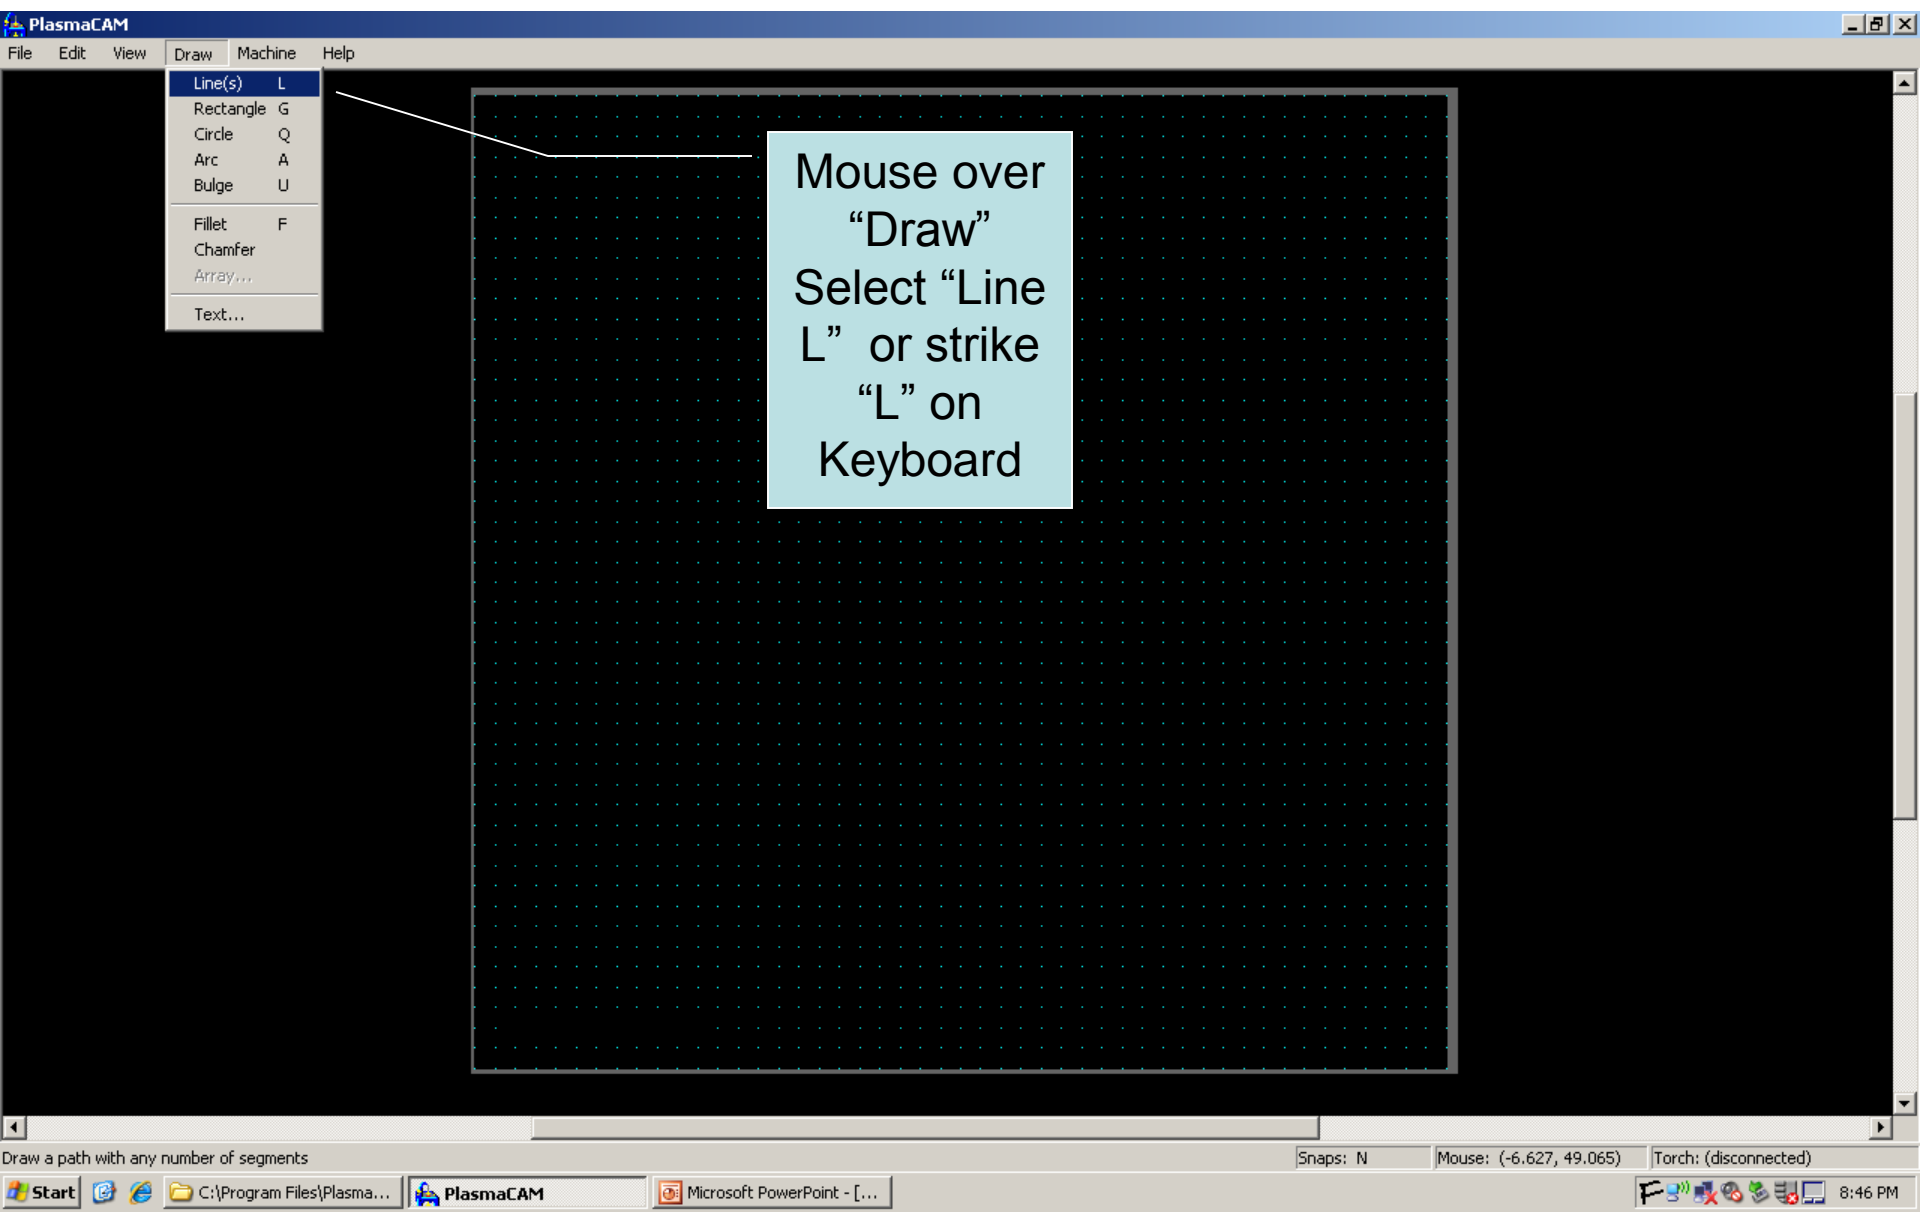 PlasmaCAM
File Edit View Draw Machine Help
Line(s) L
Rectangle G
Circle Q
Arc A
Bulge U
Fillet F
Chamfer
Array...
Text...
Mouse over
“Draw”
Select “Line
L” or strike
“L” on
Keyboard
Draw a path with any number of segments
Snaps: N
Mouse: (-6.627, 49.065)
Torch: (disconnected)
Start
C:\Program Files\Plasma...
PlasmaCAM
Microsoft PowerPoint - [...
8:46 PM